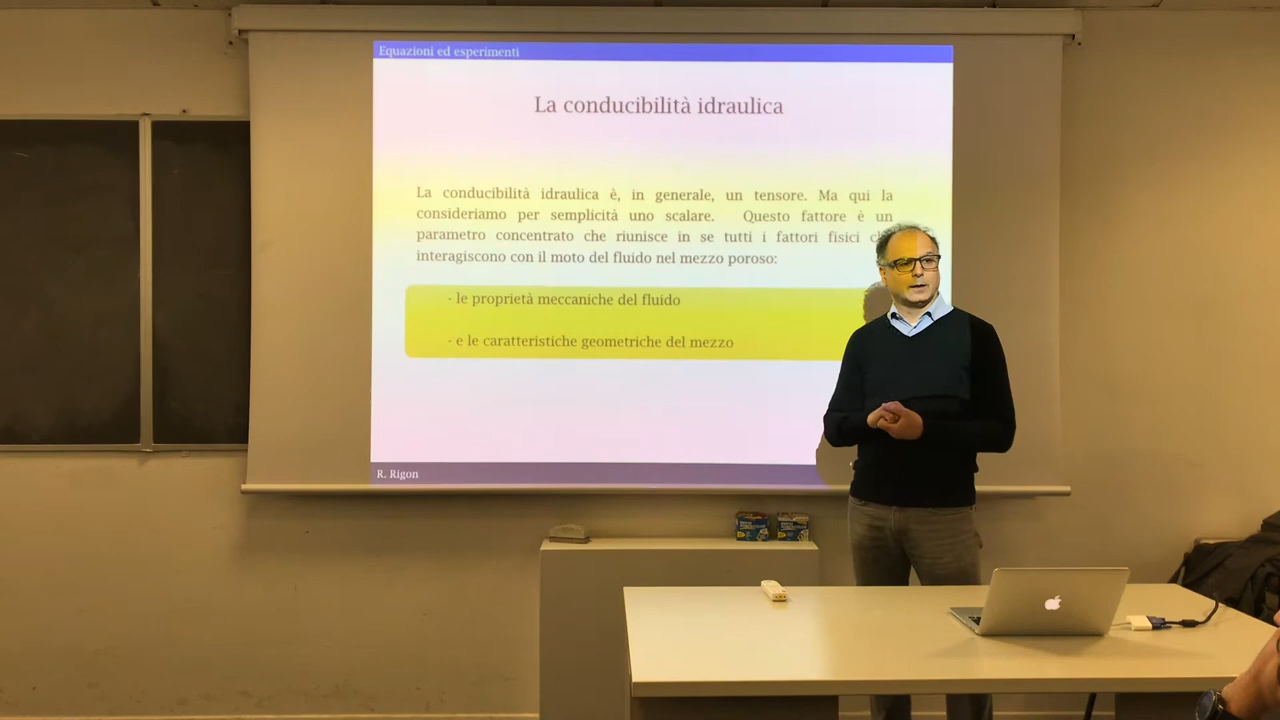 Equazioni ed esperimenti
La conducibilità idraulica
La conducibilità idraulica è, in generale, un tensore. Ma qui la
consideriamo per semplicità uno scalare. Questo fattore è un
parametro concentrato che riunisce in se tutti i fattori fisici
interagiscono con il moto del fluido nel mezzo poroso:
- le proprietà meccaniche del fluido
- e le caratteristiche geometriche del mezzo
R. Rigon